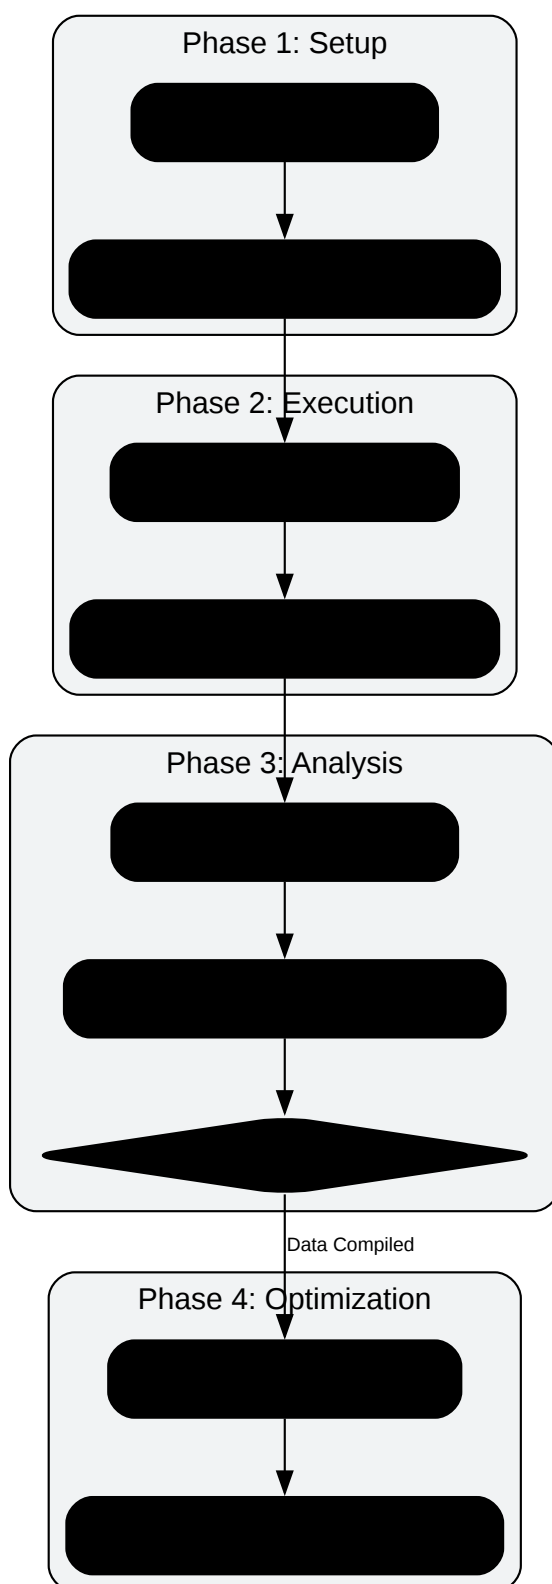 Phase 1: Setup
Phase 2: Execution
Phase 3: Analysis
Data Compiled
Phase 4: Optimization